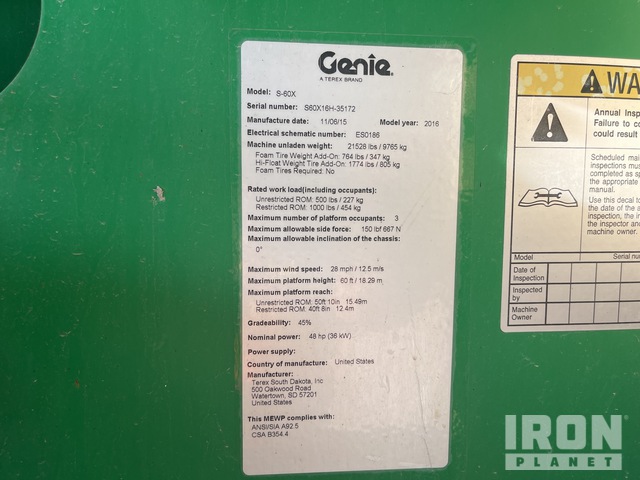 Genie
A TEREX BRAND
Model: S-60X
Serial number: S60X16H-35172
Manufacture date: 11/06/15 Model year: 2016
Electrical schematic number: ES0186
Machine unladen weight: 21528 lbs / 9765 kg
Foam Tire Weight Add-On: 764 lbs / 347 kg
Hi-Float Weight Tire Add-On: 1774 lbs / 805 kg
Foam Tires Required: No
Rated work load(including occupants):
Unrestricted ROM: 500 lbs / 227 kg
Restricted ROM: 1000 lbs / 454 kg
Maximum number of platform occupants: 3
Maximum allowable side force: 150 lbf 667 N
Maximum allowable inclination of the chassis:
0°
Maximum wind speed: 28 mph / 12.5 m/s
Maximum platform height: 60 ft / 18.29 m
Maximum platform reach:
Unrestricted ROM: 50ft 10in 15.49m
Restricted ROM: 40ft 8in 12.4m
Gradeability: 45%
Nominal power: 48 hp (36 kW)
Power supply:
Country of manufacture: United States
Manufacturer:
Terex South Dakota, Inc
500 Oakwood Road
Watertown, SD 57201
United States
This MEWP complies with:
ANSI/SIA A92.5
CSA B354.4
WA
Annual Insp
Failure to co
could result
Scheduled mai
inspections mus
completed as sp
the appropriate
manual.
Use this decal to
the date of the a
inspection, the in
the inspector and
machine owner.
Model Serial nu
Date of
Inspection
Inspected
by
Machine
Owner
IRON
PLANET